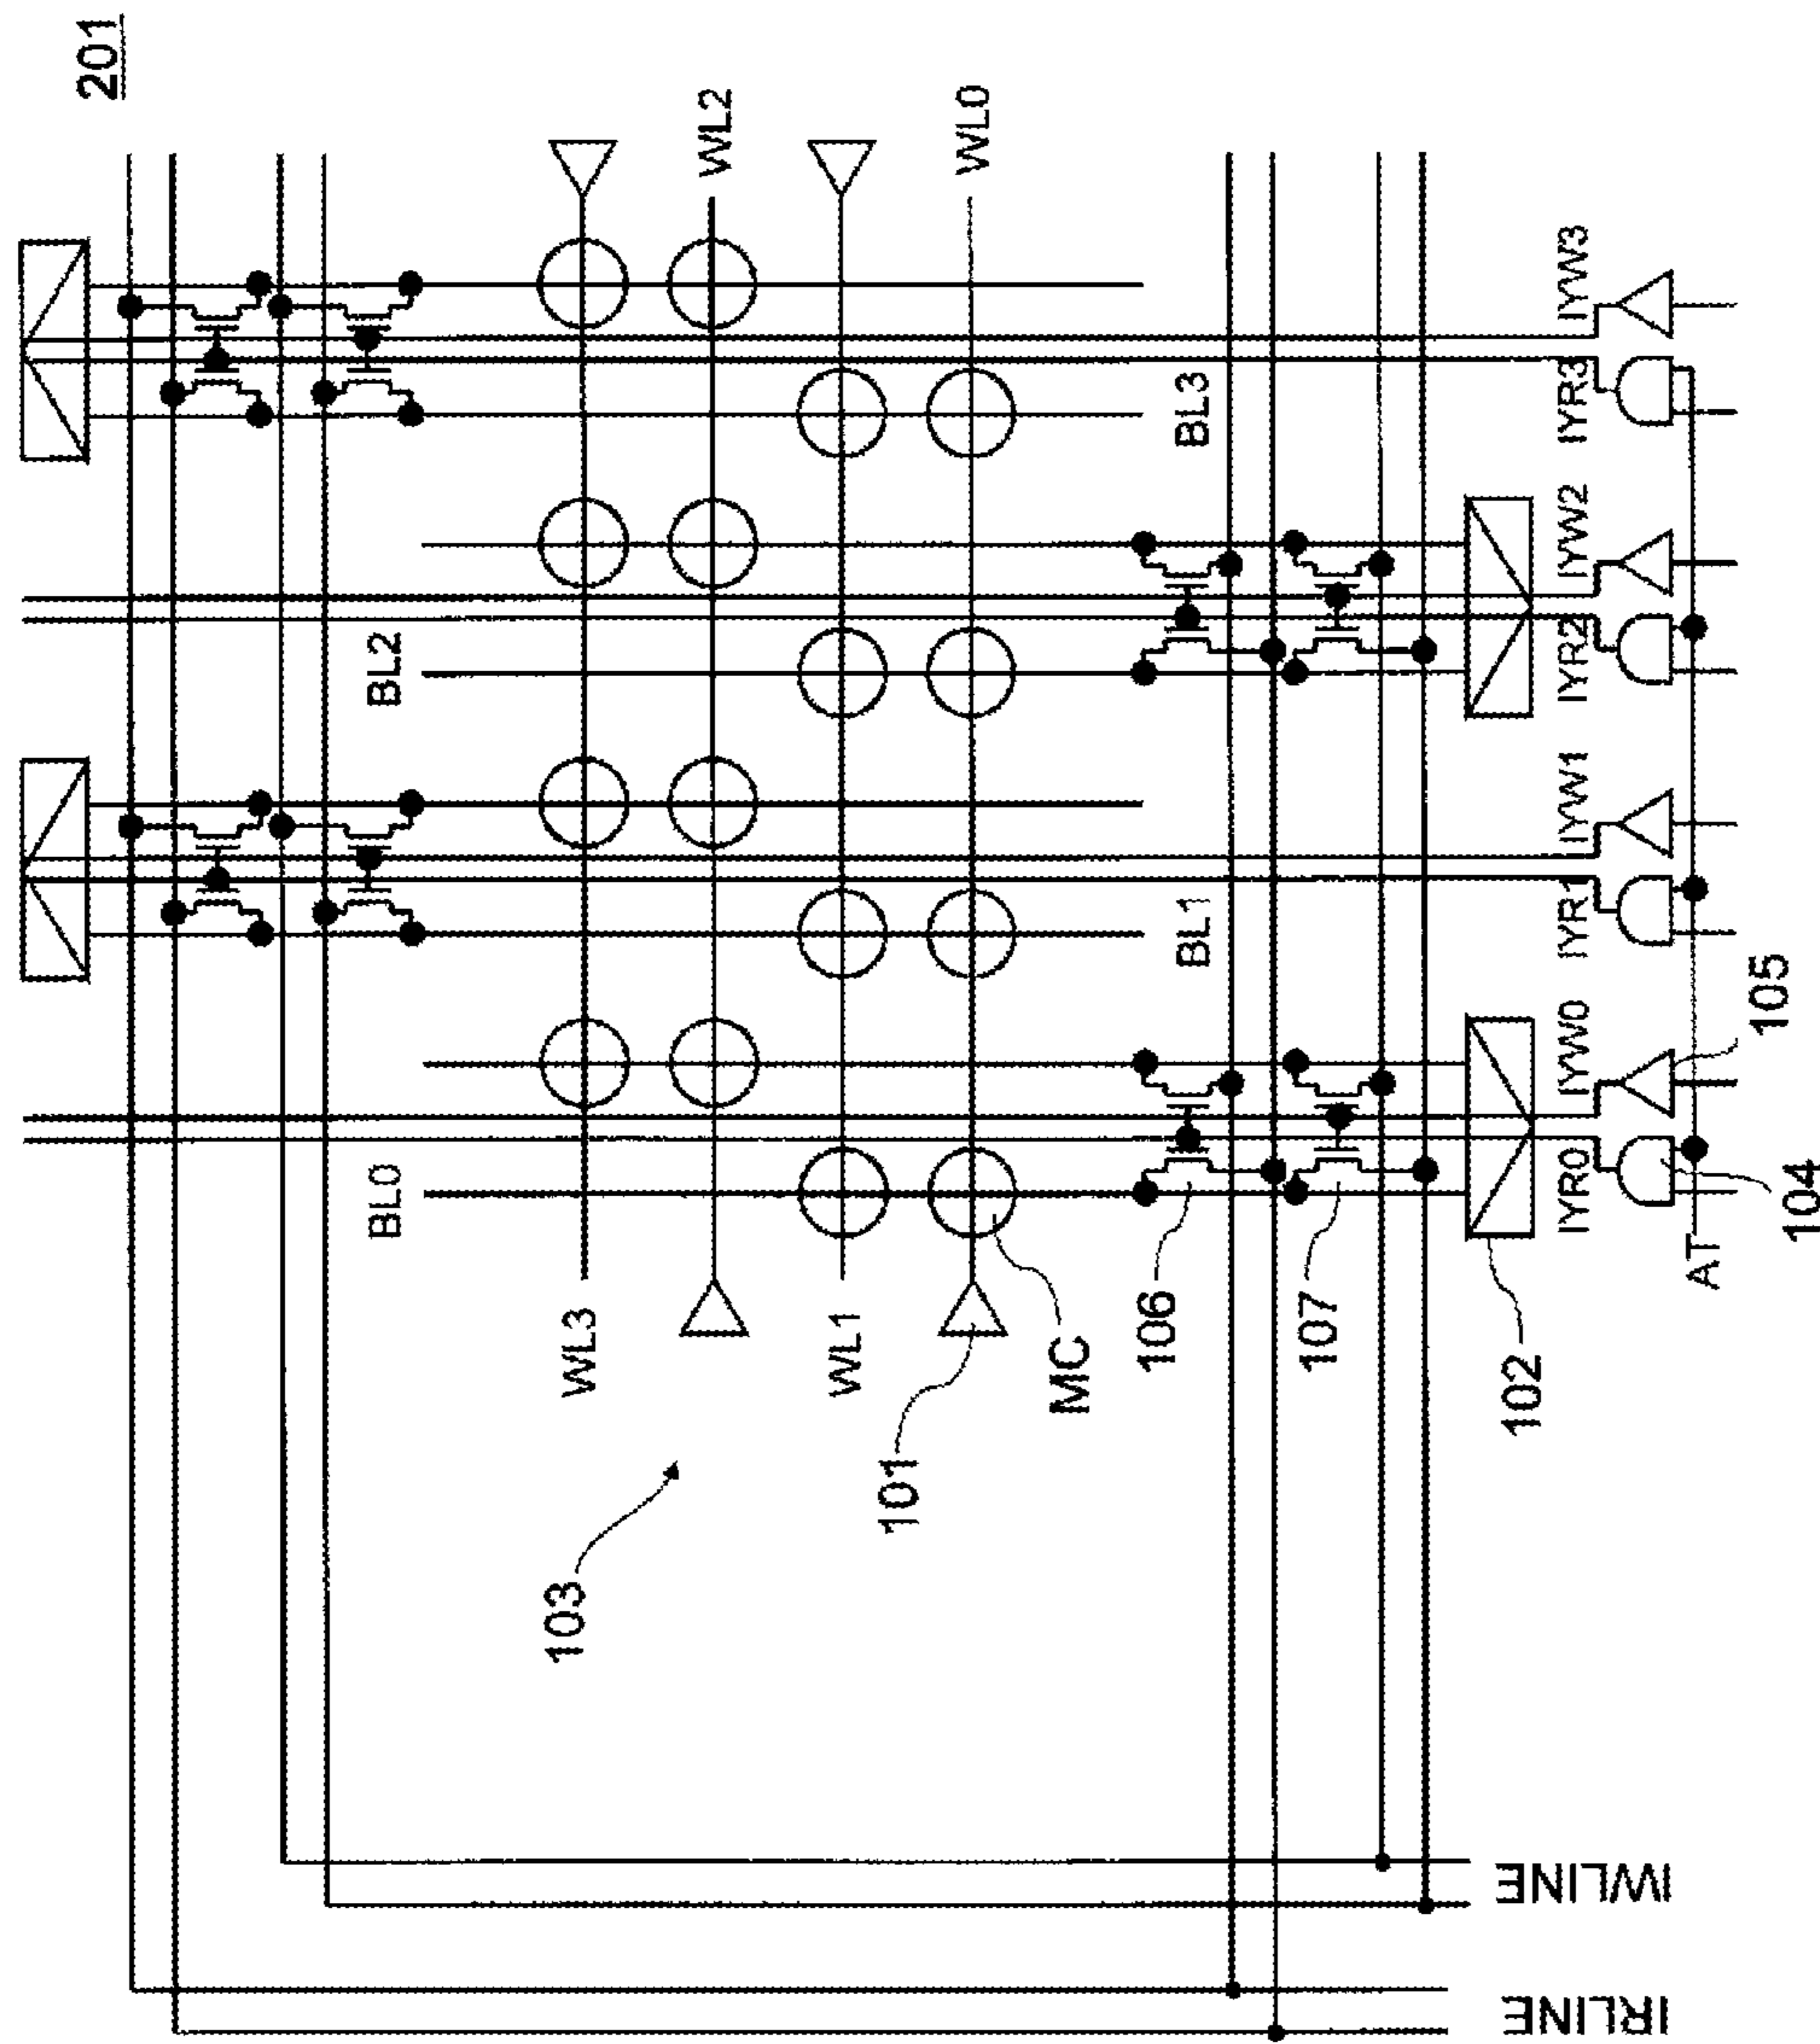 201
WL2
WL0
BL2
BL3
BL0
BL1
WL3
WL1
MC
101
103
106
107
102
IYR0
IYW0
IYR1
IYW1
IYR2
IYW2
IYR3
IYW3
AT
104
105
IWLINE
IRLINE